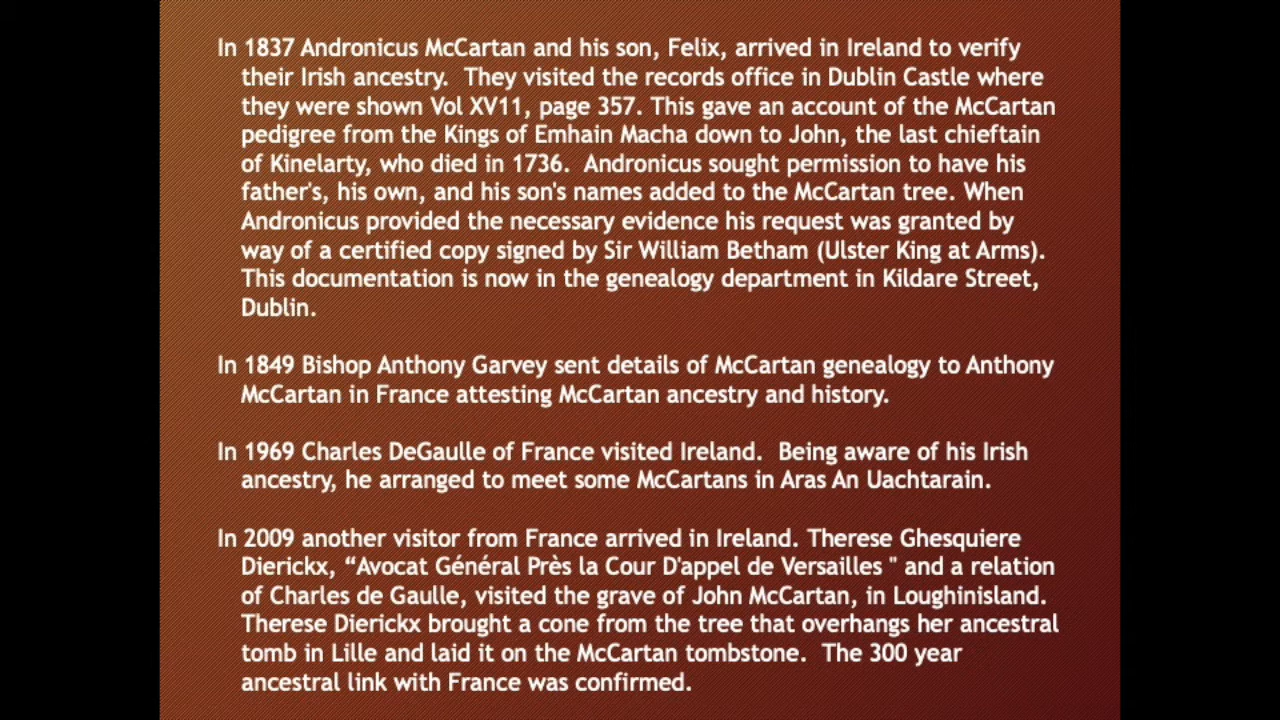 In 1837 Andronicus McCartan and his son, Felix, arrived in Ireland to verify
their Irish ancestry.  They visited the records office in Dublin Castle where
they were shown Vol XV11, page 357. This gave an account of the McCartan
pedigree from the Kings of Emhain Macha down to John, the last chieftain
of Kinelarty, who died in 1736.  Andronicus sought permission to have his
father's, his own, and his son's names added to the McCartan tree. When
Andronicus provided the necessary evidence his request was granted by
way of a certified copy signed by Sir William Betham (Ulster King at Arms).
This documentation is now in the genealogy department in Kildare Street,
Dublin.
In 1849 Bishop Anthony Garvey sent details of McCartan genealogy to Anthony
McCartan in France attesting McCartan ancestry and history.
In 1969 Charles DeGaulle of France visited Ireland.  Being aware of his Irish
ancestry, he arranged to meet some McCartans in Aras An Uachtarain.
In 2009 another visitor from France arrived in Ireland. Therese Ghesquiere
Dierickx, “Avocat Général Près la Cour D'appel de Versailles " and a relation
of Charles de Gaulle, visited the grave of John McCartan, in Loughinisland.
Therese Dierickx brought a cone from the tree that overhangs her ancestral
tomb in Lille and laid it on the McCartan tombstone.  The 300 year
ancestral link with France was confirmed.